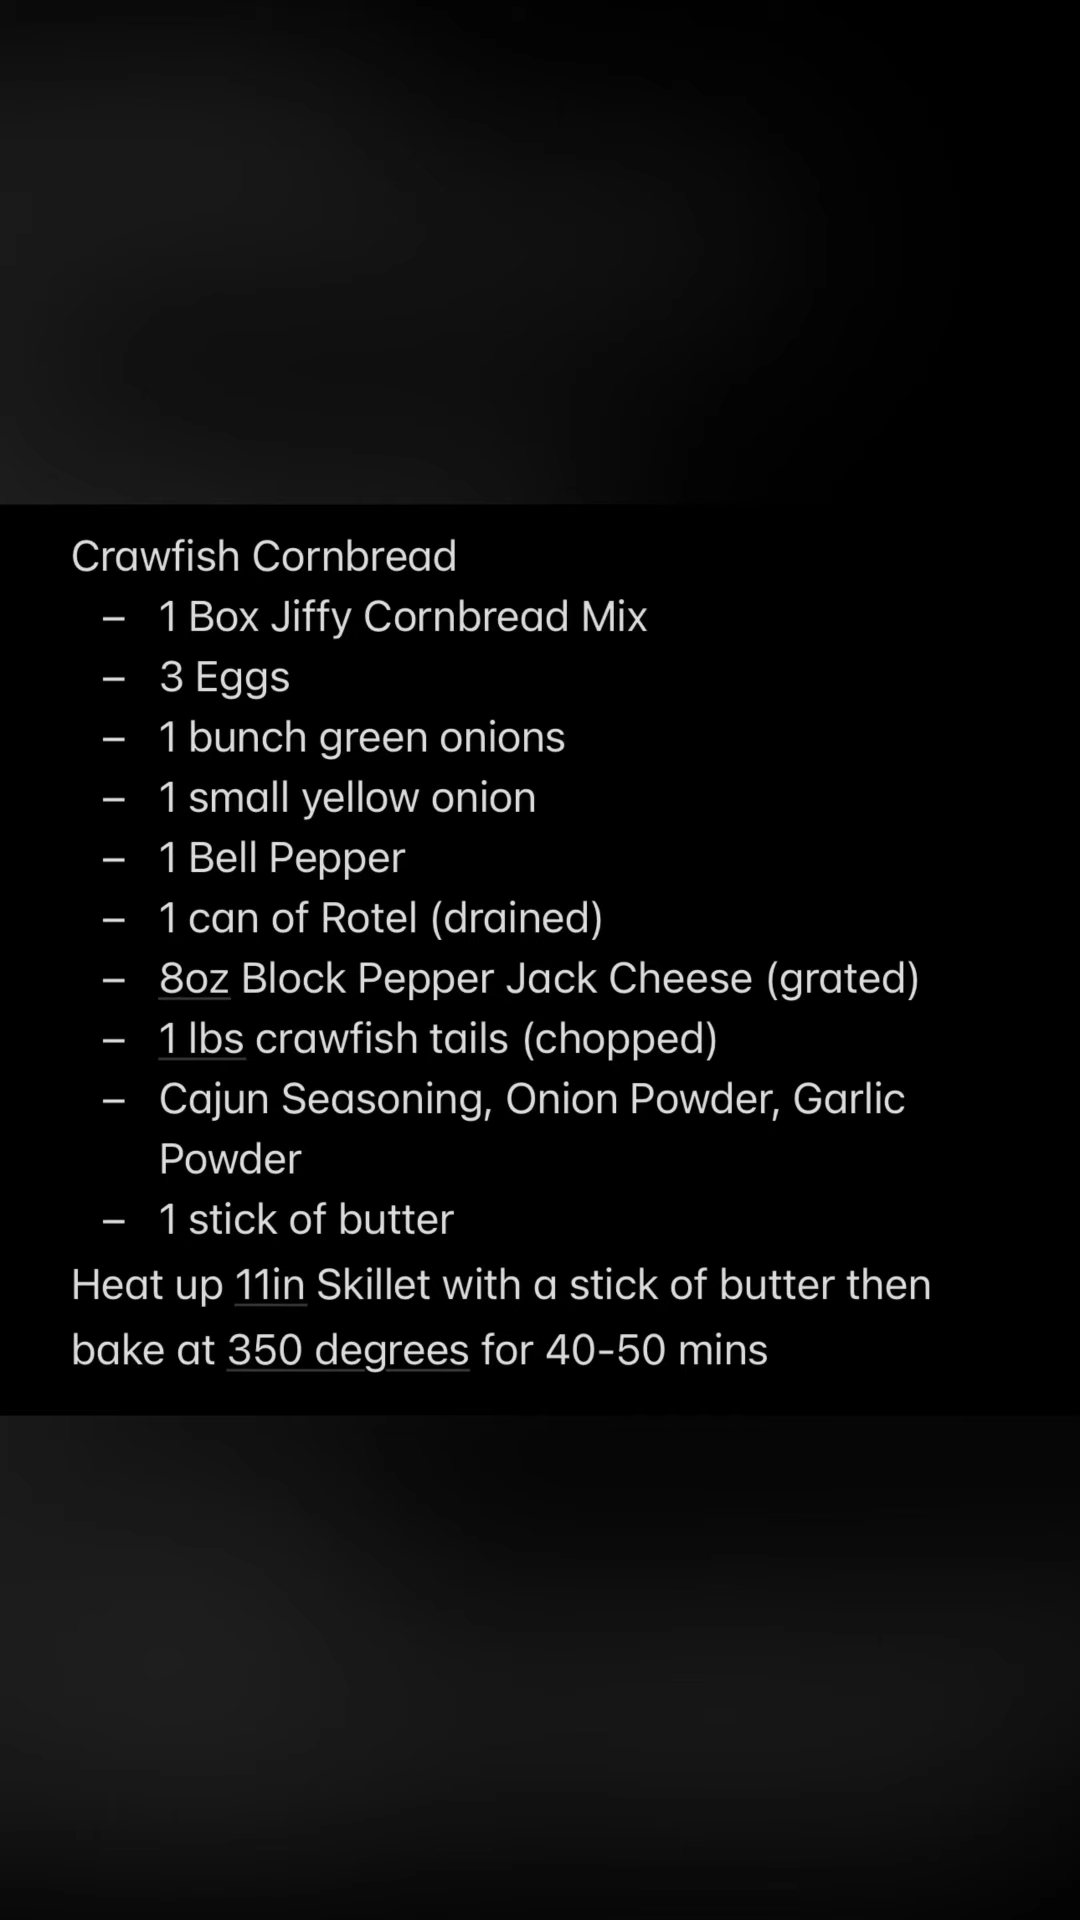 Crawfish Cornbread
– 1 Box Jiffy Cornbread Mix
– 3 Eggs
– 1 bunch green onions
– 1 small yellow onion
– 1 Bell Pepper
– 1 can of Rotel (drained)
– 8oz Block Pepper Jack Cheese (grated)
– 1 lbs crawfish tails (chopped)
– Cajun Seasoning, Onion Powder, Garlic
Powder
– 1 stick of butter
Heat up 11in Skillet with a stick of butter then
bake at 350 degrees for 40-50 mins